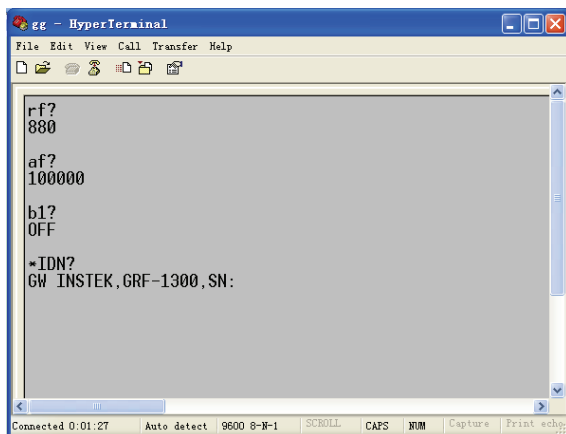 gg - HyperTerminal
File Edit View Call Transfer Help
rf?
880
af?
100000
b1?
OFF
*IDN?
GW INSTEK,GRF-1300,SN:
Connected 0:01:27 Auto detect 9600 8-N-1 SCROLL CAPS NUM Capture Print echo